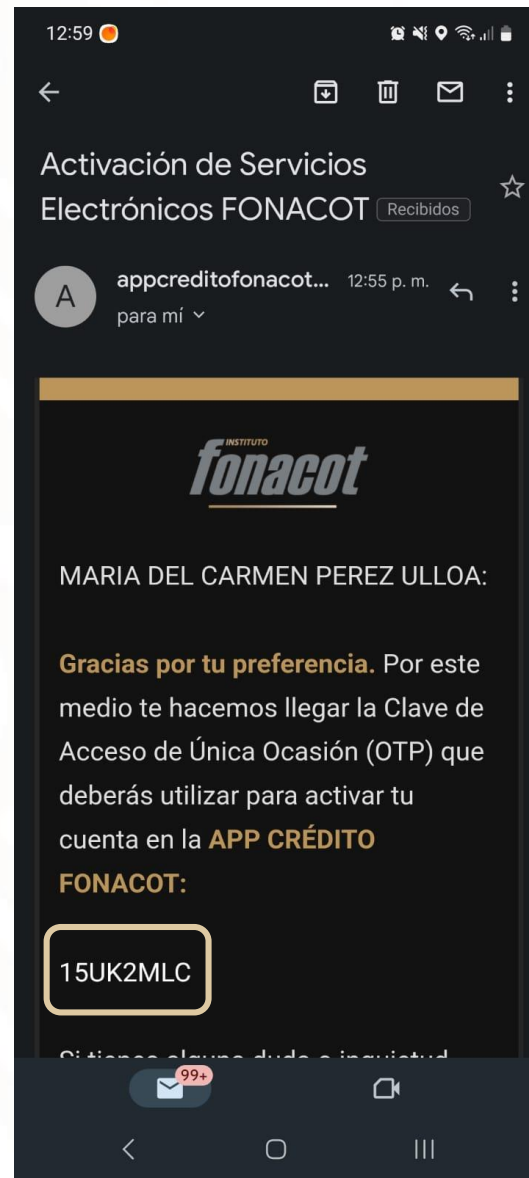 12:59
Activación de Servicios
Electrónicos FONACOT Recibidos
A
appcreditofonacot... 12:55 p. m.
para mí
INSTITUTO
fonacot
MARIA DEL CARMEN PEREZ ULLOA:
Gracias por tu preferencia. Por este
medio te hacemos llegar la Clave de
Acceso de Única Ocasión (OTP) que
deberás utilizar para activar tu
cuenta en la APP CRÉDITO
FONACOT:
15UK2MLC
99+